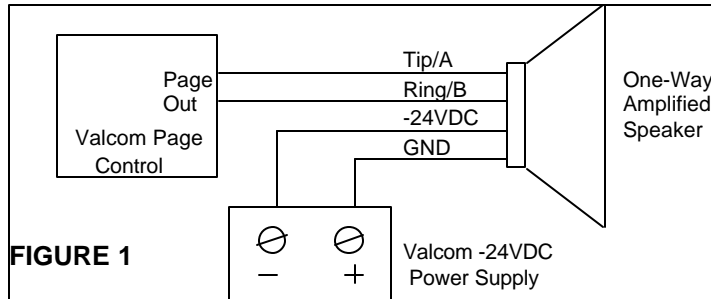 Tip/A
Page
Out
Ring/B
-24VDC
GND
Valcom Page
Control
One-Way
Amplified
Speaker
FIGURE 1
− +
Valcom -24VDC
Power Supply